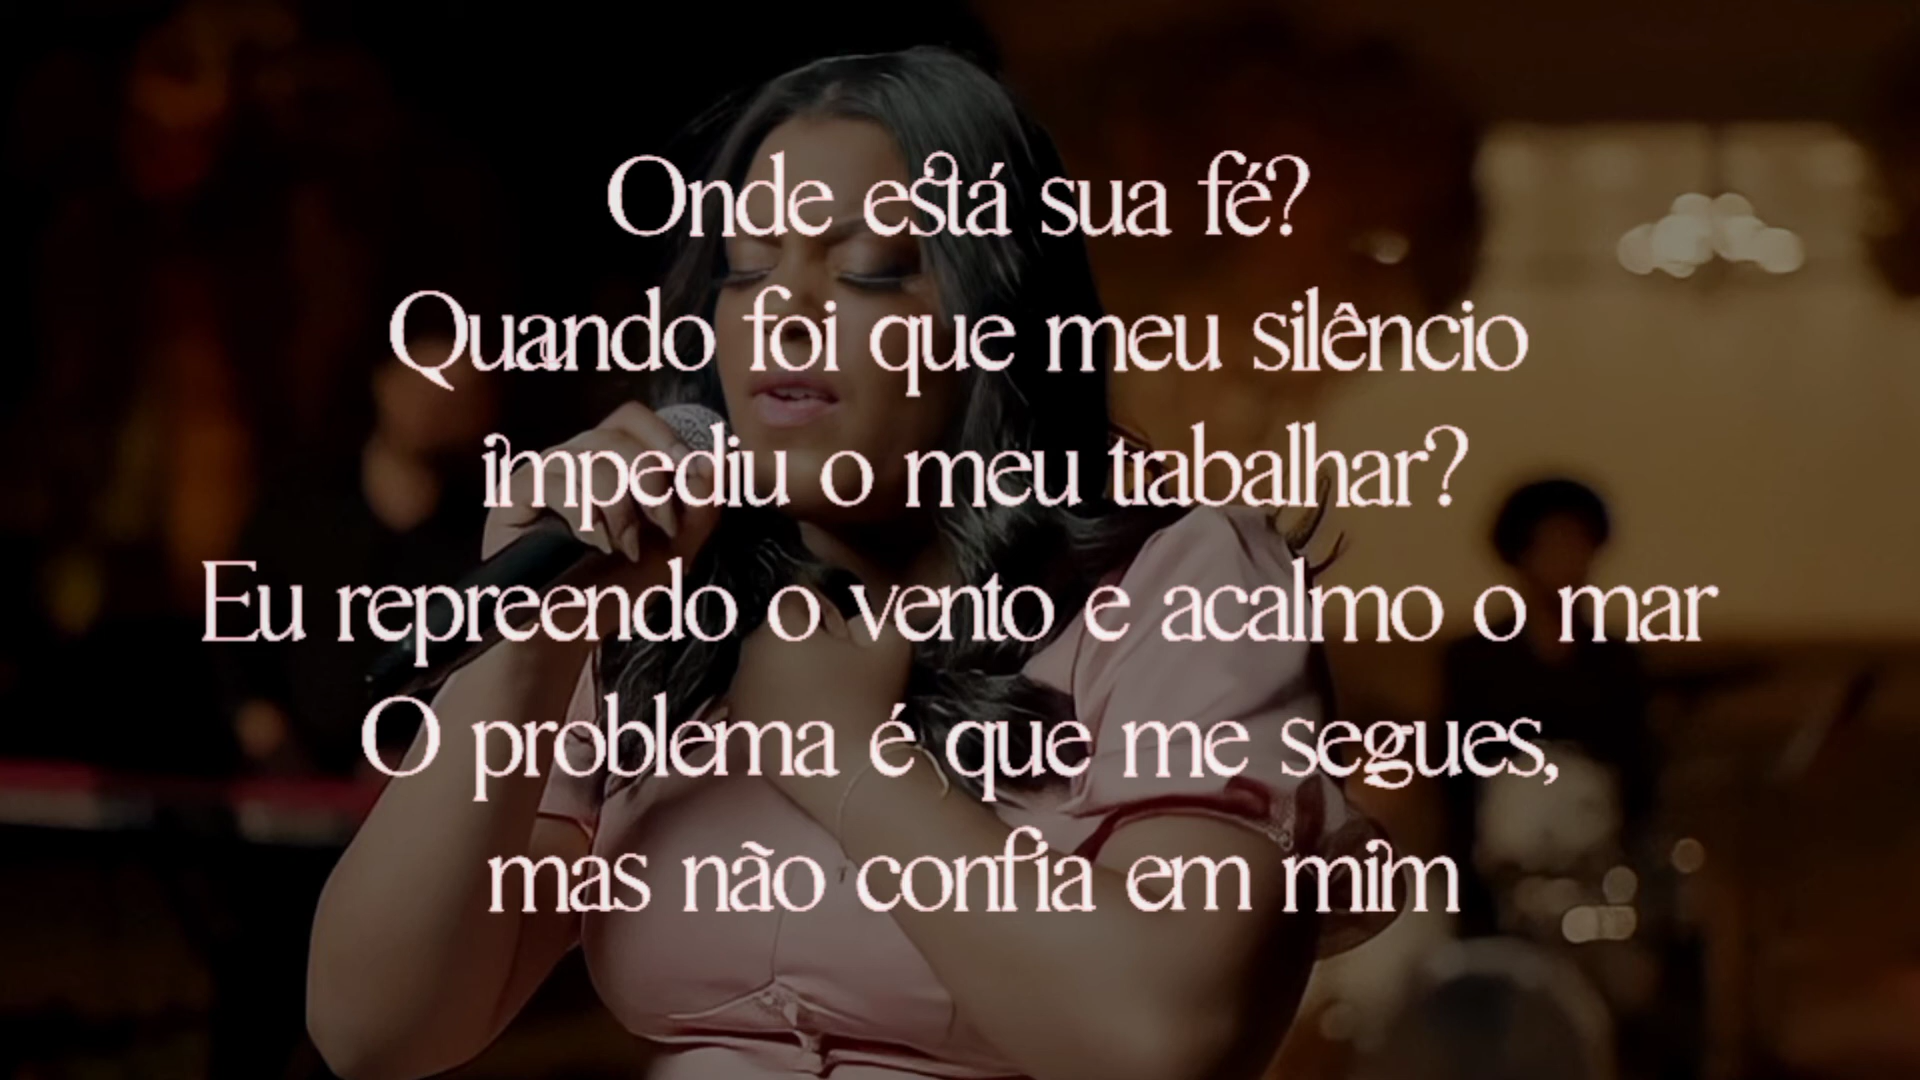 Onde está sua fé?
Quando foi que meu silêncio
impediu o meu trabalhar?
Eu repreendo o vento e acalmo o mar
O problema é que me segues,
mas não confia em mim